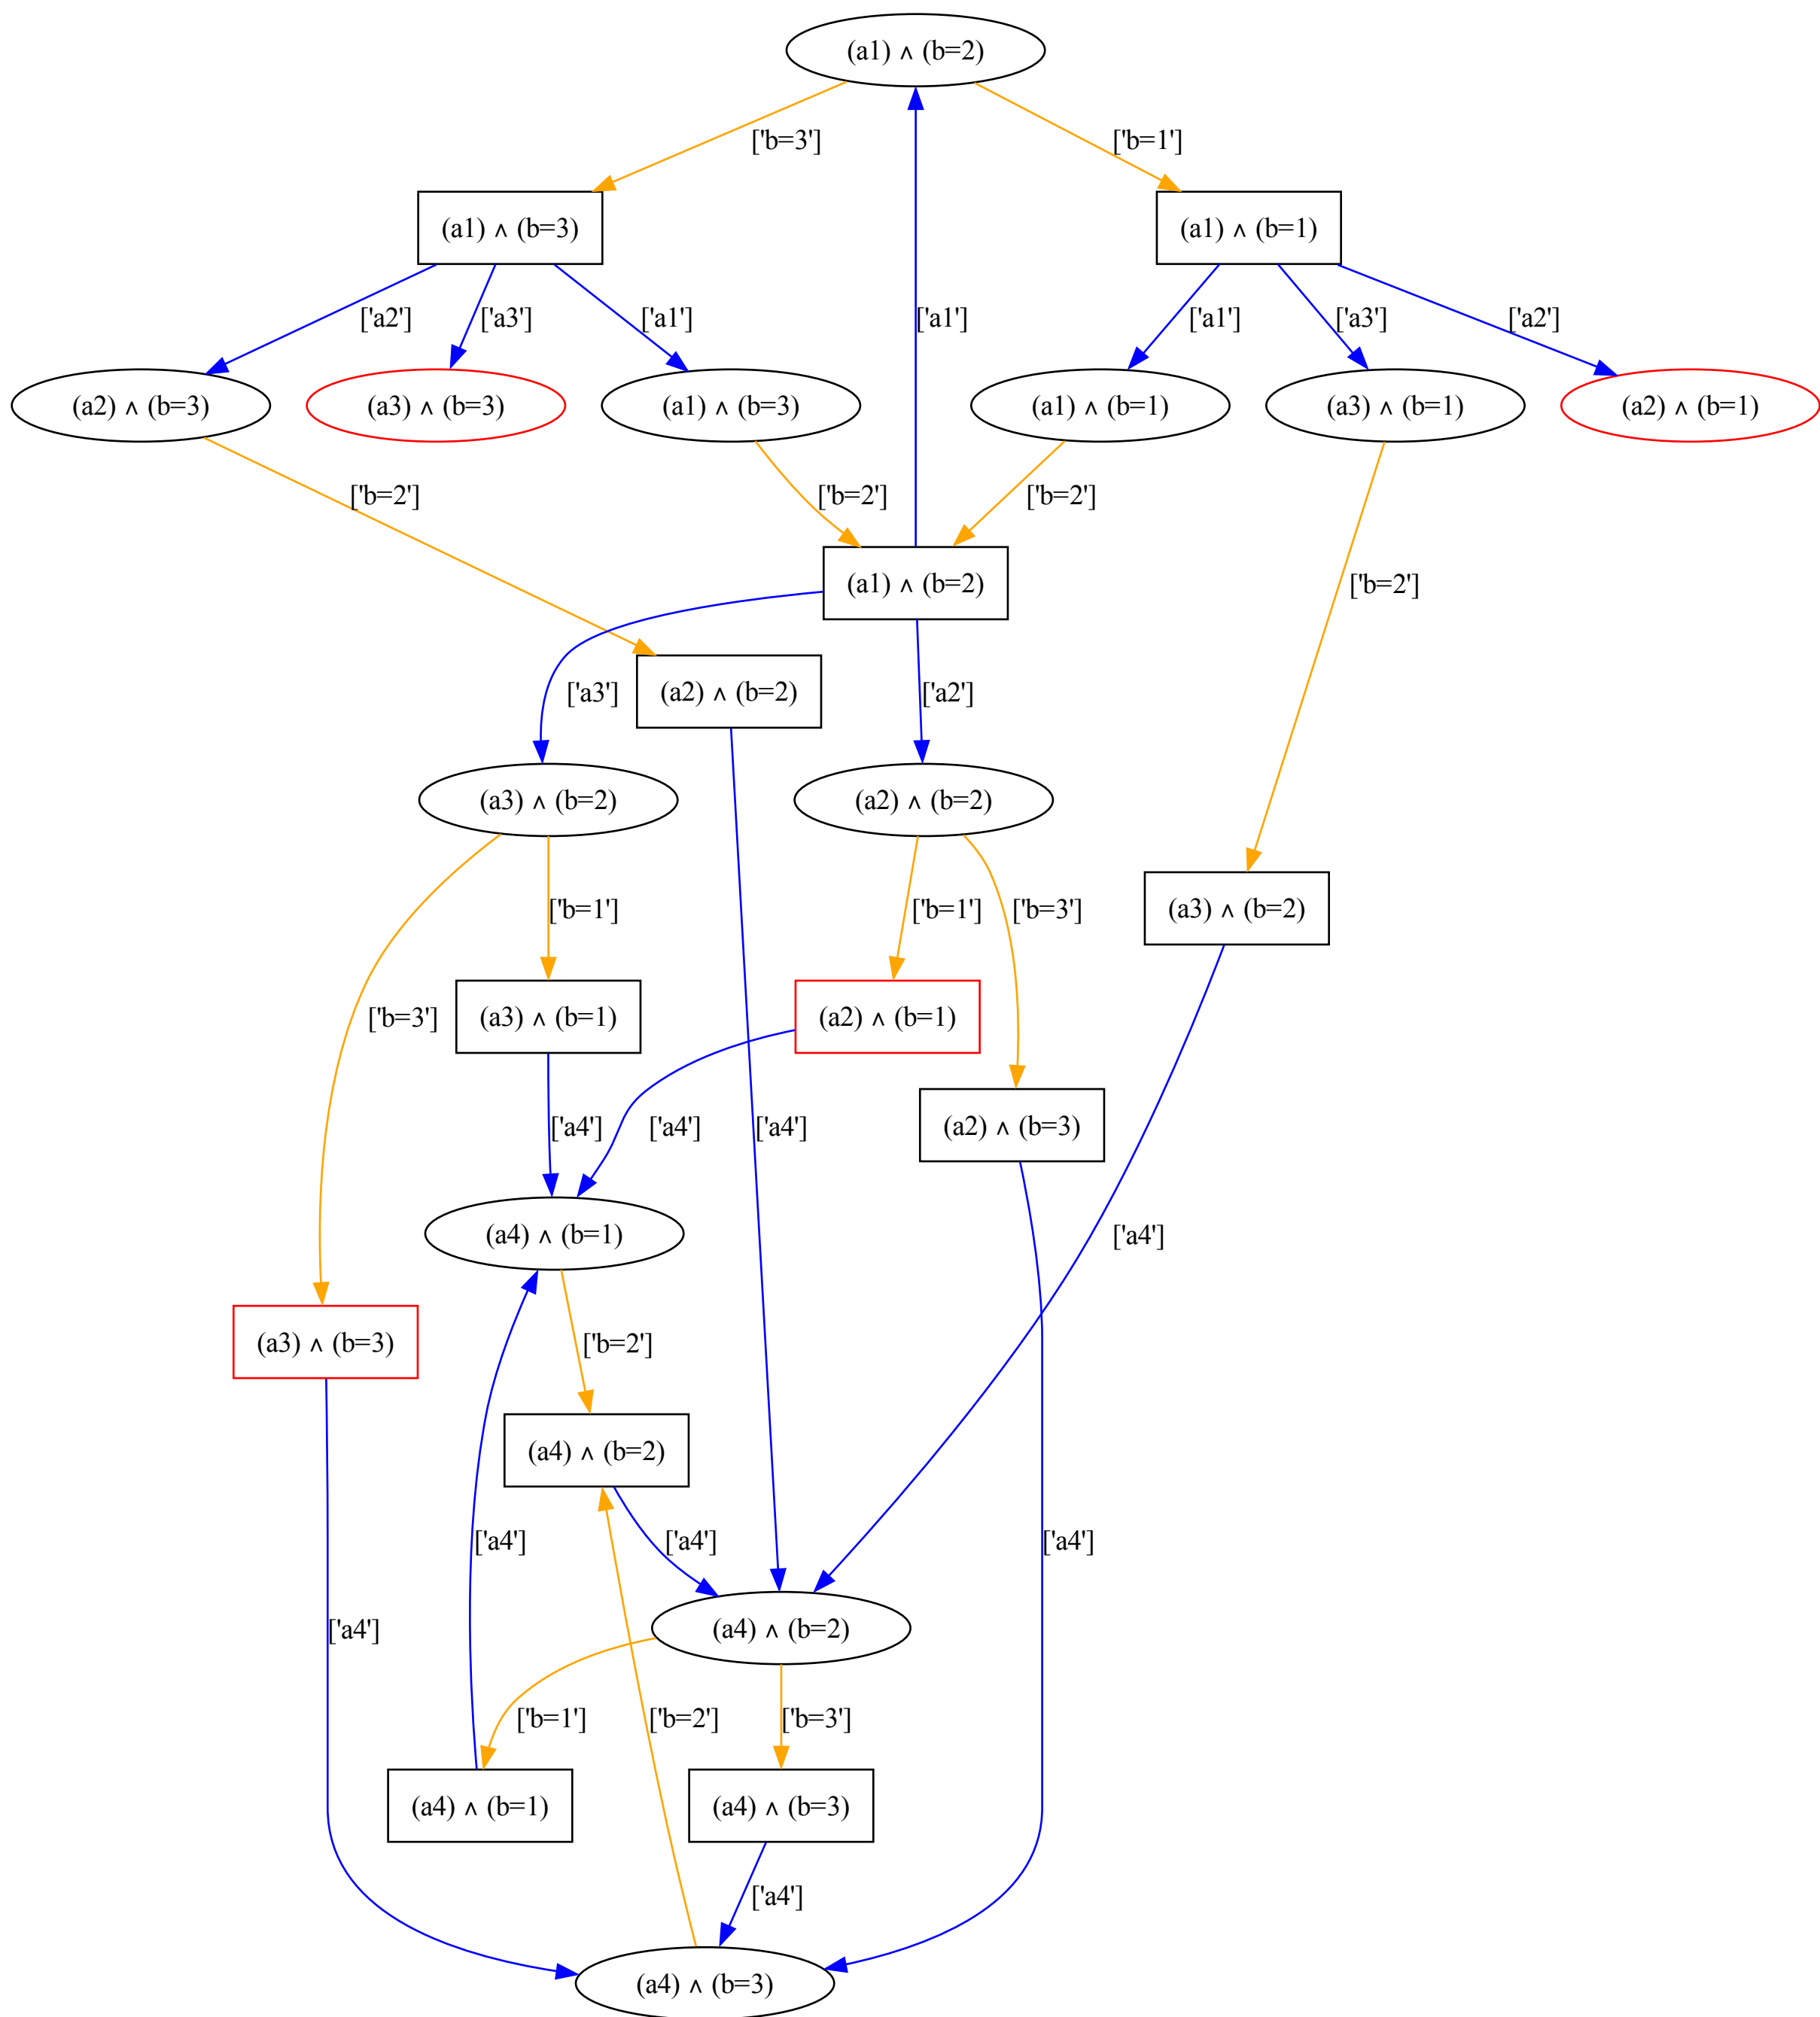 (a1) ∧ (b=2)
['b=3']
['b=1']
(a1) ∧ (b=3)
(a1) ∧ (b=1)
['a2']
['a3']
['a1']
['a1']
['a1']
['a3']
['a2']
(a2) ∧ (b=3)
(a3) ∧ (b=3)
(a1) ∧ (b=3)
(a1) ∧ (b=1)
(a3) ∧ (b=1)
(a2) ∧ (b=1)
['b=2']
['b=2']
['b=2']
(a1) ∧ (b=2)
['b=2']
['a3']
(a2) ∧ (b=2)
['a2']
(a3) ∧ (b=2)
(a2) ∧ (b=2)
['b=1']
['b=1']
['b=3']
(a3) ∧ (b=2)
['b=3']
(a3) ∧ (b=1)
(a2) ∧ (b=1)
['a4']
['a4']
['a4']
(a2) ∧ (b=3)
(a4) ∧ (b=1)
['a4']
(a3) ∧ (b=3)
['b=2']
(a4) ∧ (b=2)
['a4']
['a4']
['a4']
['a4']
(a4) ∧ (b=2)
['b=1']
['b=2']
['b=3']
(a4) ∧ (b=1)
(a4) ∧ (b=3)
['a4']
(a4) ∧ (b=3)